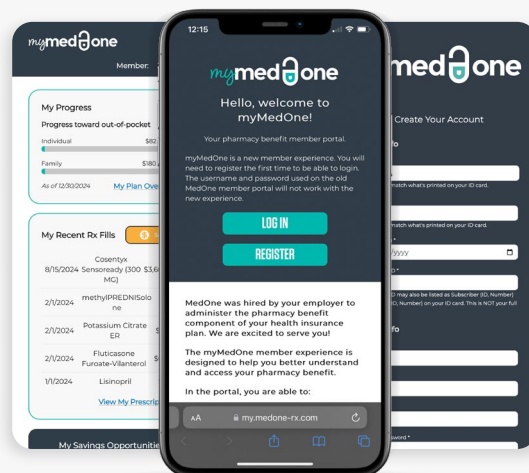 mymedone
Member:
My Progress
Progress toward out-of-pocket
Individual $82
Family $180
As of 12/30/2024 My Plan Ove
My Recent Rx Fills
8/15/2024 Cosentyx
Sensoready (300 $3,6
MG)
2/1/2024 methylPREDNISolo
ne
2/1/2024 Potassium Citrate
ER
2/1/2024 Fluticasone
Furoate-Vilanterol
1/1/2024 Lisinopril
View My Prescrip
My Savings Opportunitie
12:15
mymedone
Hello, welcome to
myMedOne!
Your pharmacy benefit member portal.
myMedOne is a new member experience. You will
need to register the first time to be able to login.
The username and password used on the old
MedOne member portal will not work with the
new experience.
LOG IN
REGISTER
MedOne was hired by your employer to
administer the pharmacy benefit
component of your health insurance
plan. We are excited to serve you!
The myMedOne member experience is
designed to help you better understand
and access your pharmacy benefit.
In the portal, you are able to:
AA my.medone-rx.com
medone
Create Your Account
fo
match what's printed on your ID card.
match what's printed on your ID card.
/yyyy
D may also be listed as Subscriber (ID, Number)
(ID, Number) on your ID card. This is NOT your full
fo
sword *